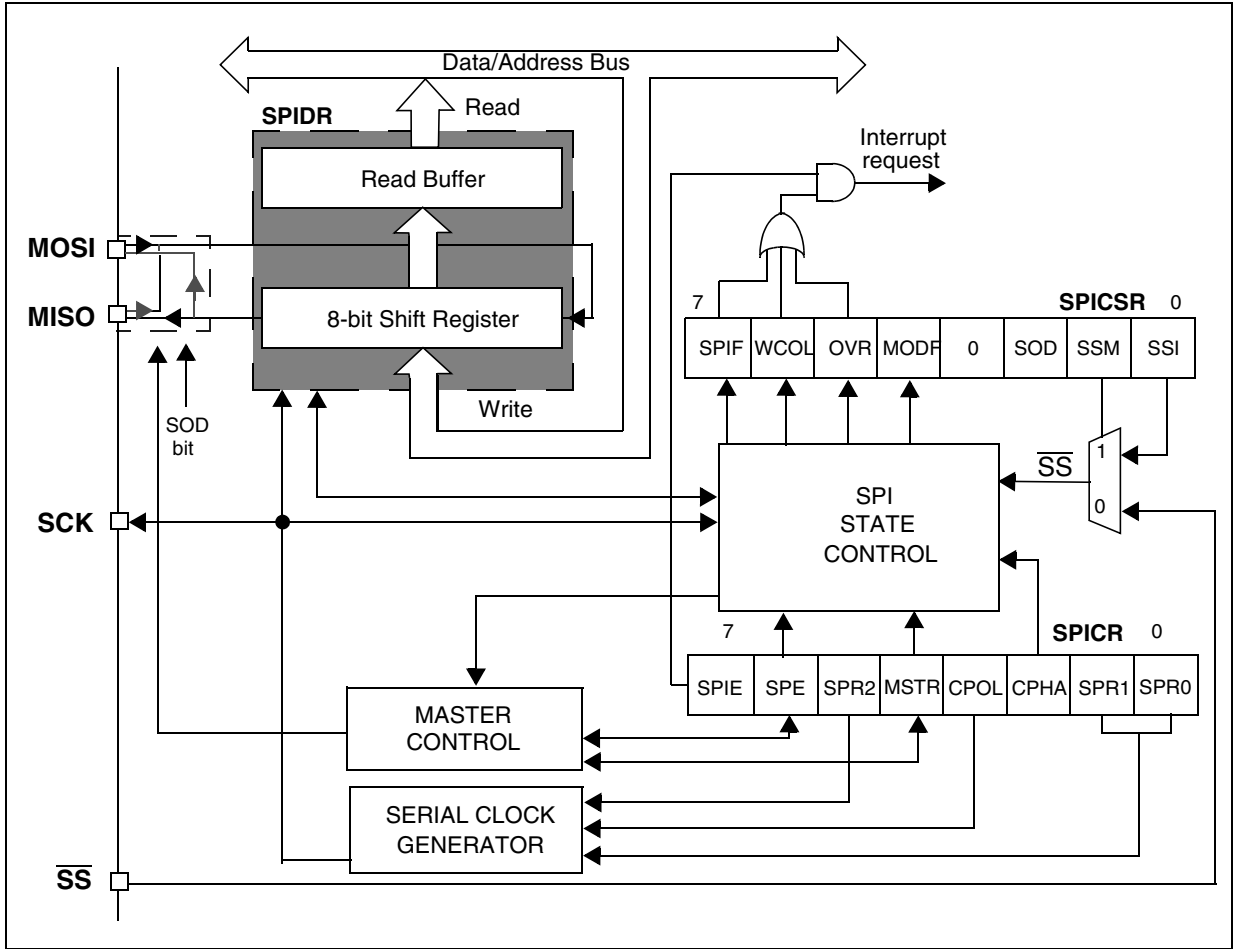 Data/Address Bus
SPIDR
Read
Read Buffer
Interrupt
request
MOSI
MISO
8-bit Shift Register
7
SPICSR
0
SPIF
WCOL
OVR
MODF
0
SOD
SSM
SSI
Write
SOD
bit
1
SS
0
SCK
SPI
STATE
CONTROL
7
SPICR
0
SPIE
SPE
SPR2
MSTR
CPOL
CPHA
SPR1
SPR0
MASTER
CONTROL
SERIAL CLOCK
GENERATOR
SS